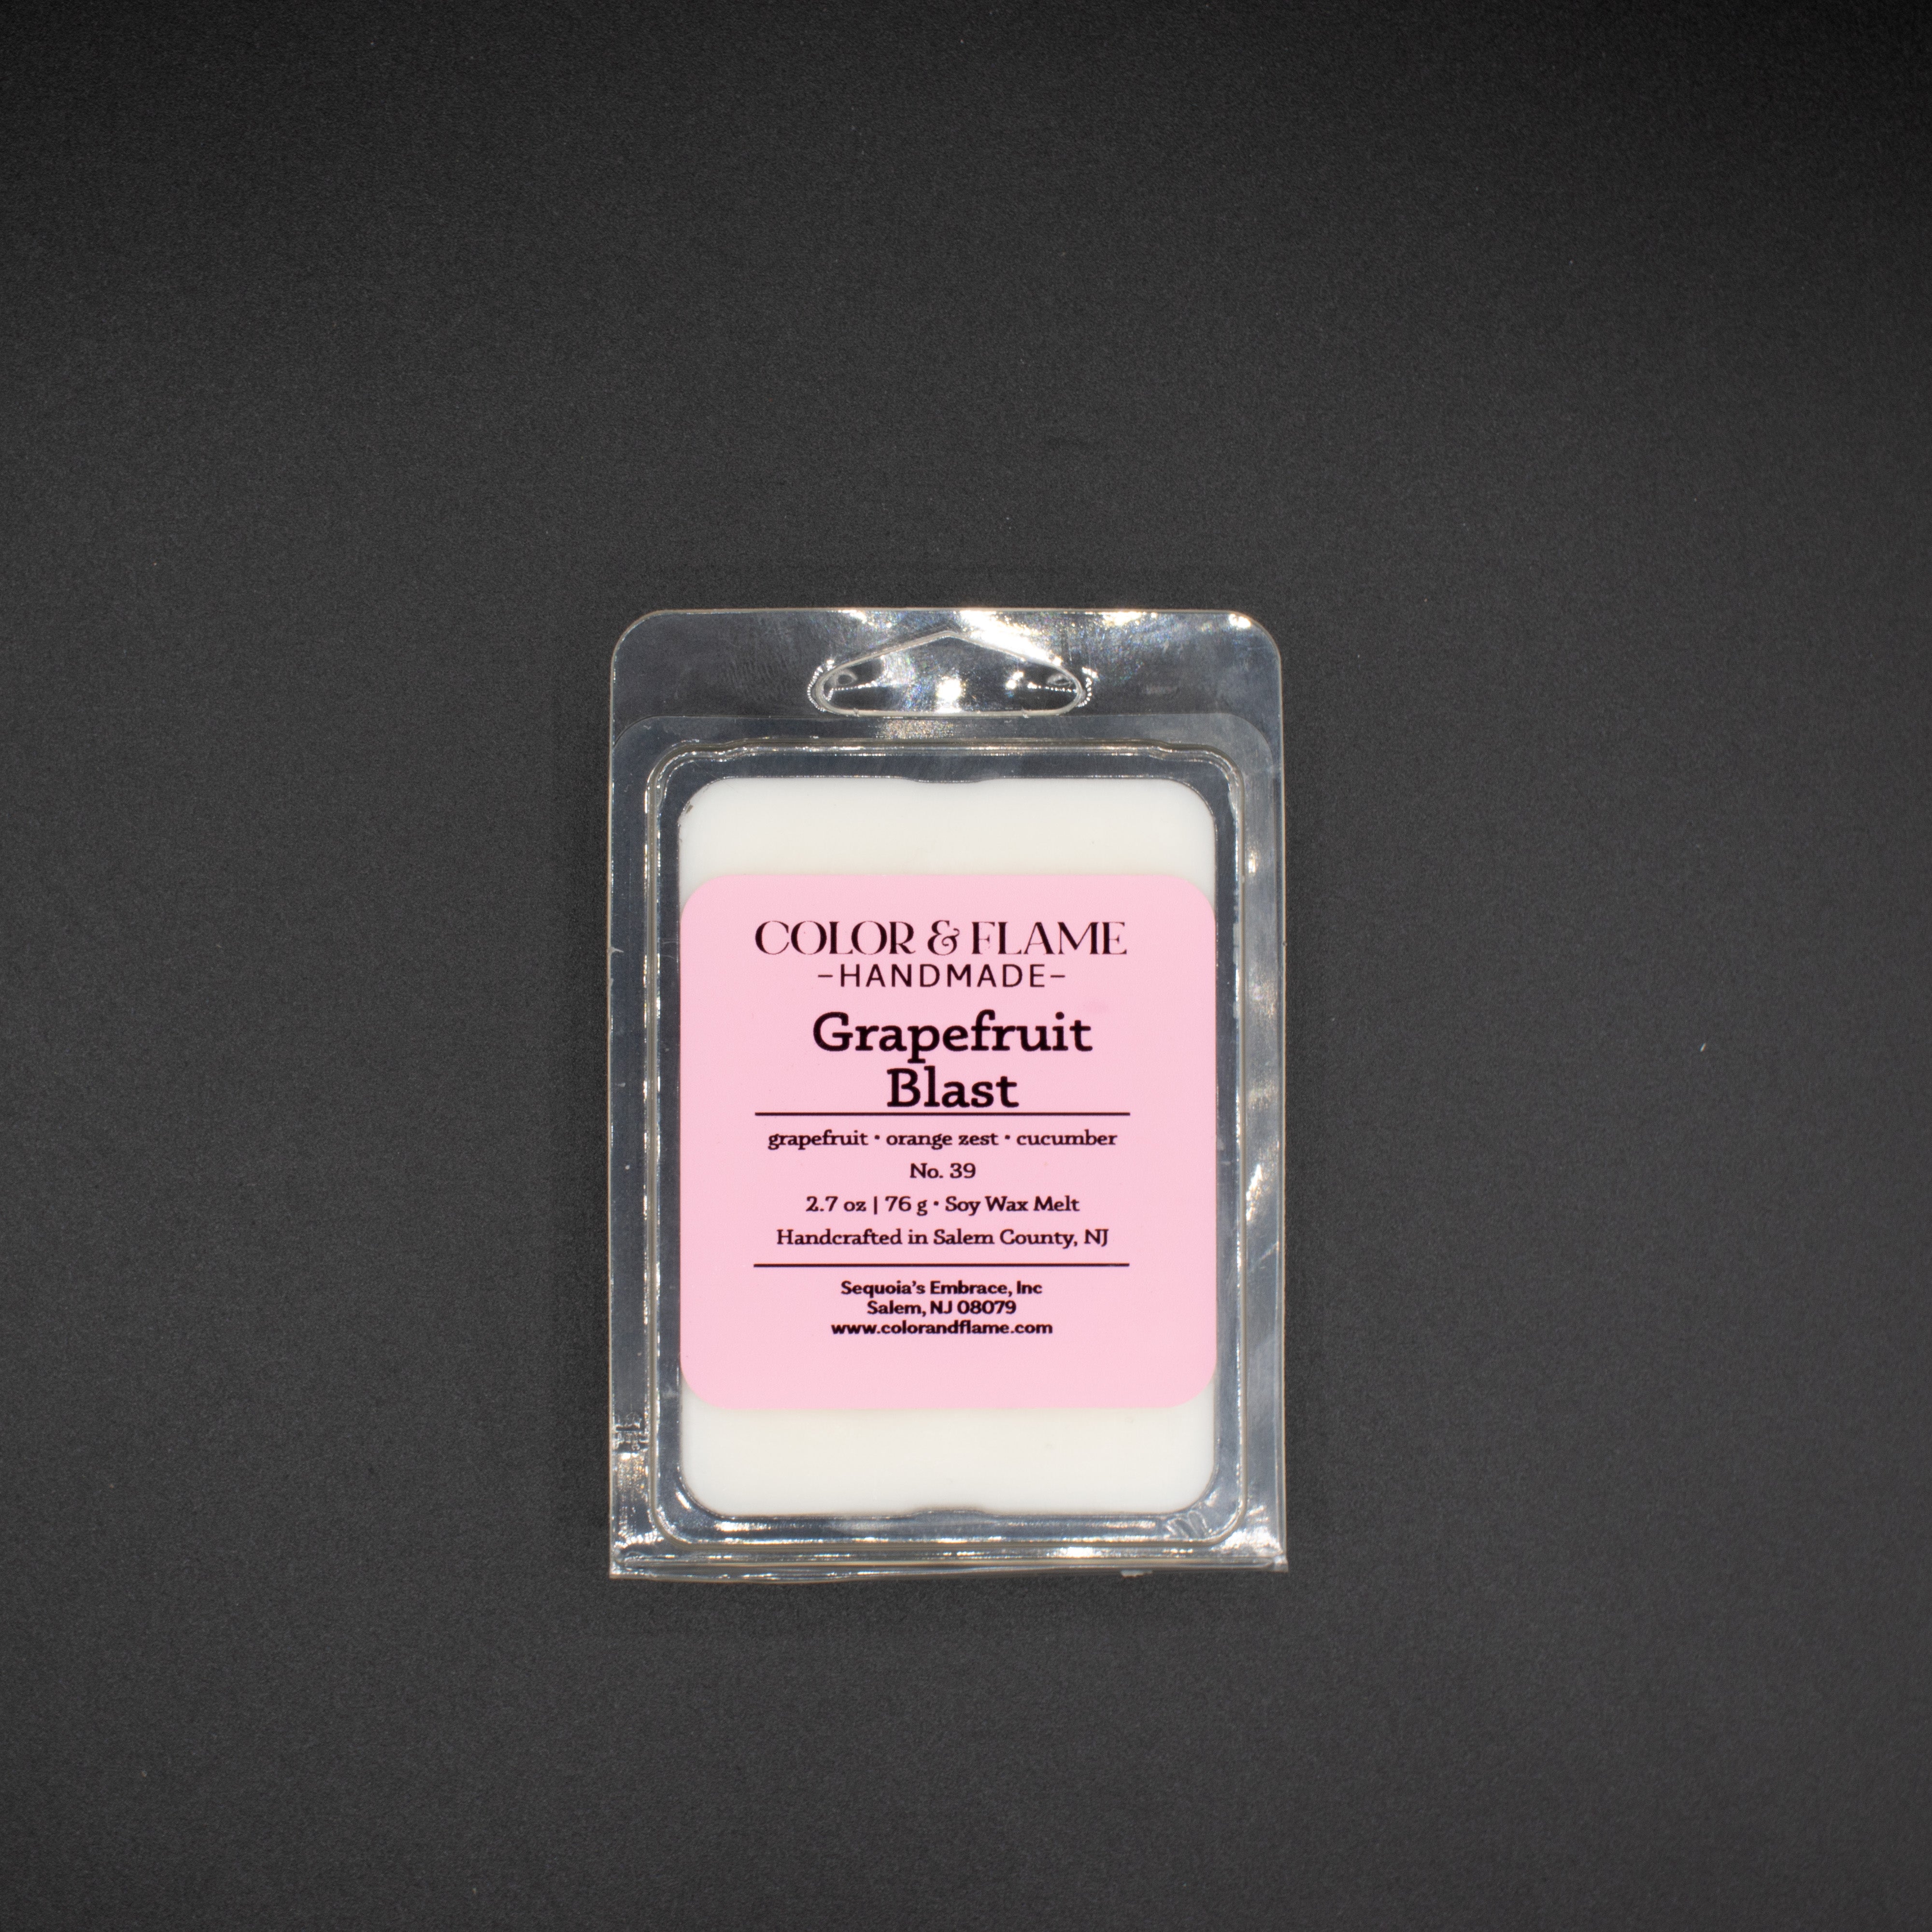 COLOR & FLAME
-HANDMADE-
Grapefruit
Blast
grapefruit • orange zest • cucumber
No. 39
2.7 oz | 76 g • Soy Wax Melt
Handcrafted in Salem County, NJ
Sequoia's Embrace, Inc
Salem, NJ 08079
www.colorandflame.com